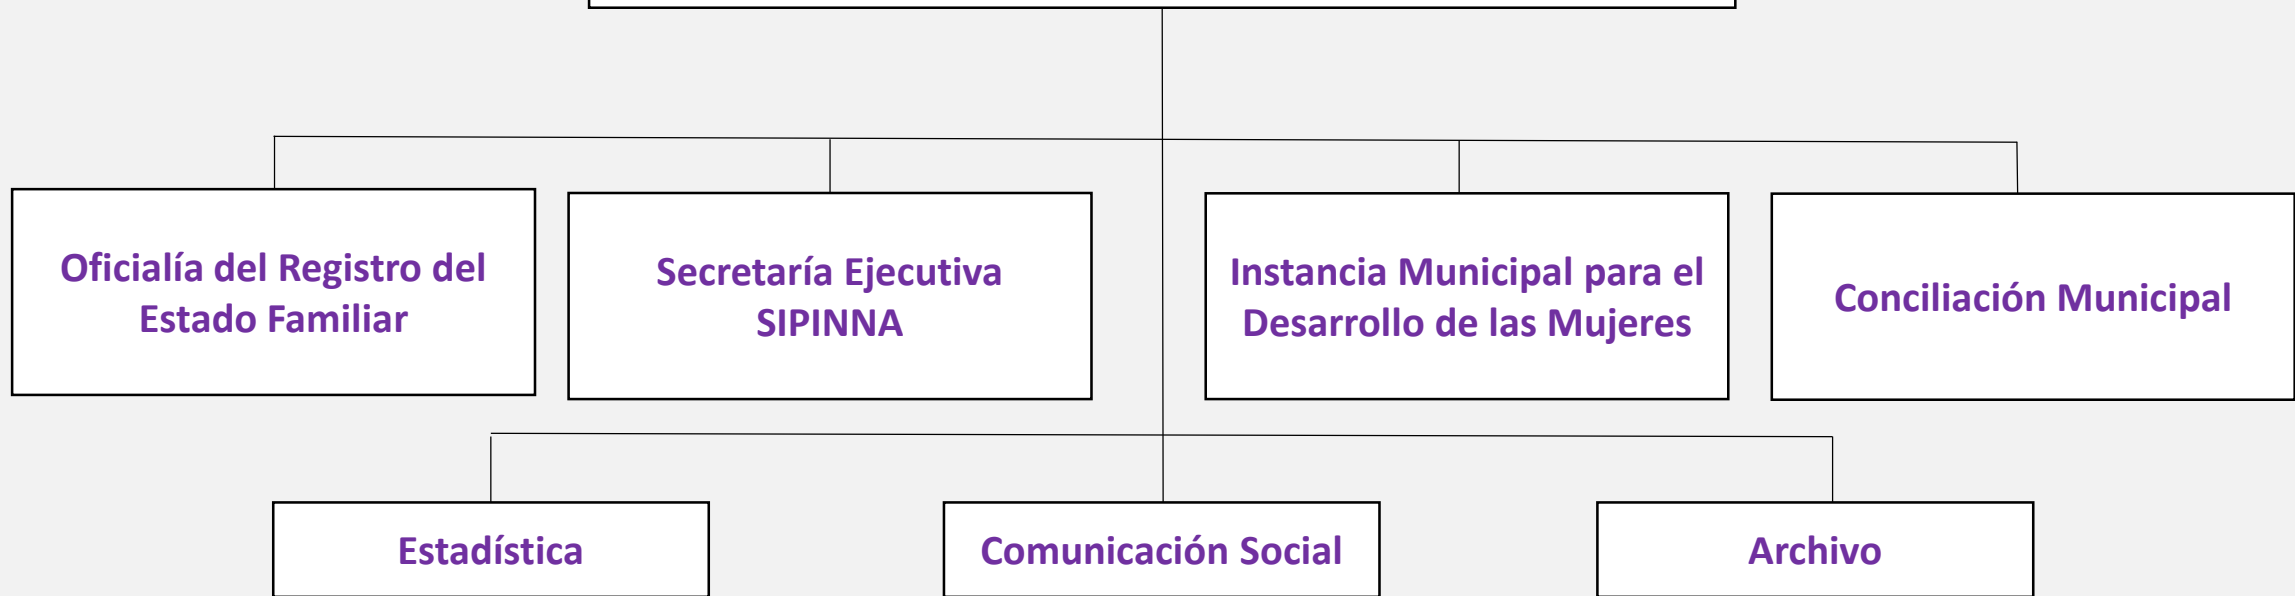 Oficialía del Registro del
Estado Familiar
Secretaría Ejecutiva
SIPINNA
Instancia Municipal para el
Desarrollo de las Mujeres
Conciliación Municipal
Estadística
Comunicación Social
Archivo